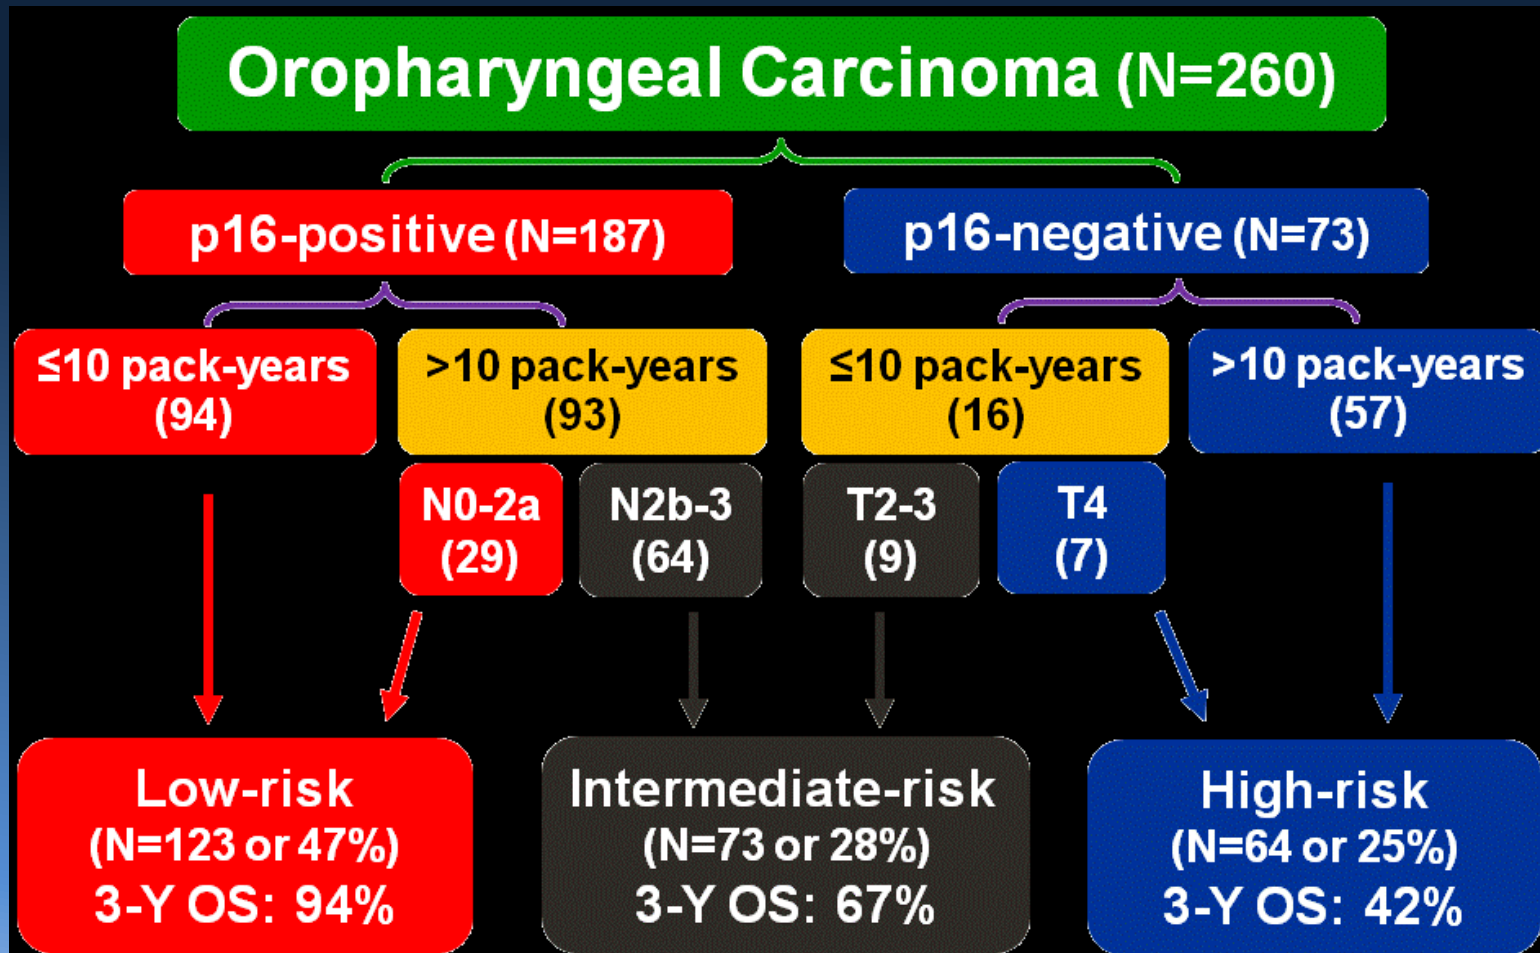 Oropharyngeal Carcinoma (N=260)
p16-positive (N=187)
p16-negative (N=73)
≤10 pack-years
(94)
>10 pack-years
(93)
≤10 pack-years
(16)
>10 pack-years
(57)
N0-2a
(29)
N2b-3
(64)
T2-3
(9)
T4
(7)
Low-risk
(N=123 or 47%)
3-Y OS: 94%
Intermediate-risk
(N=73 or 28%)
3-Y OS: 67%
High-risk
(N=64 or 25%)
3-Y OS: 42%